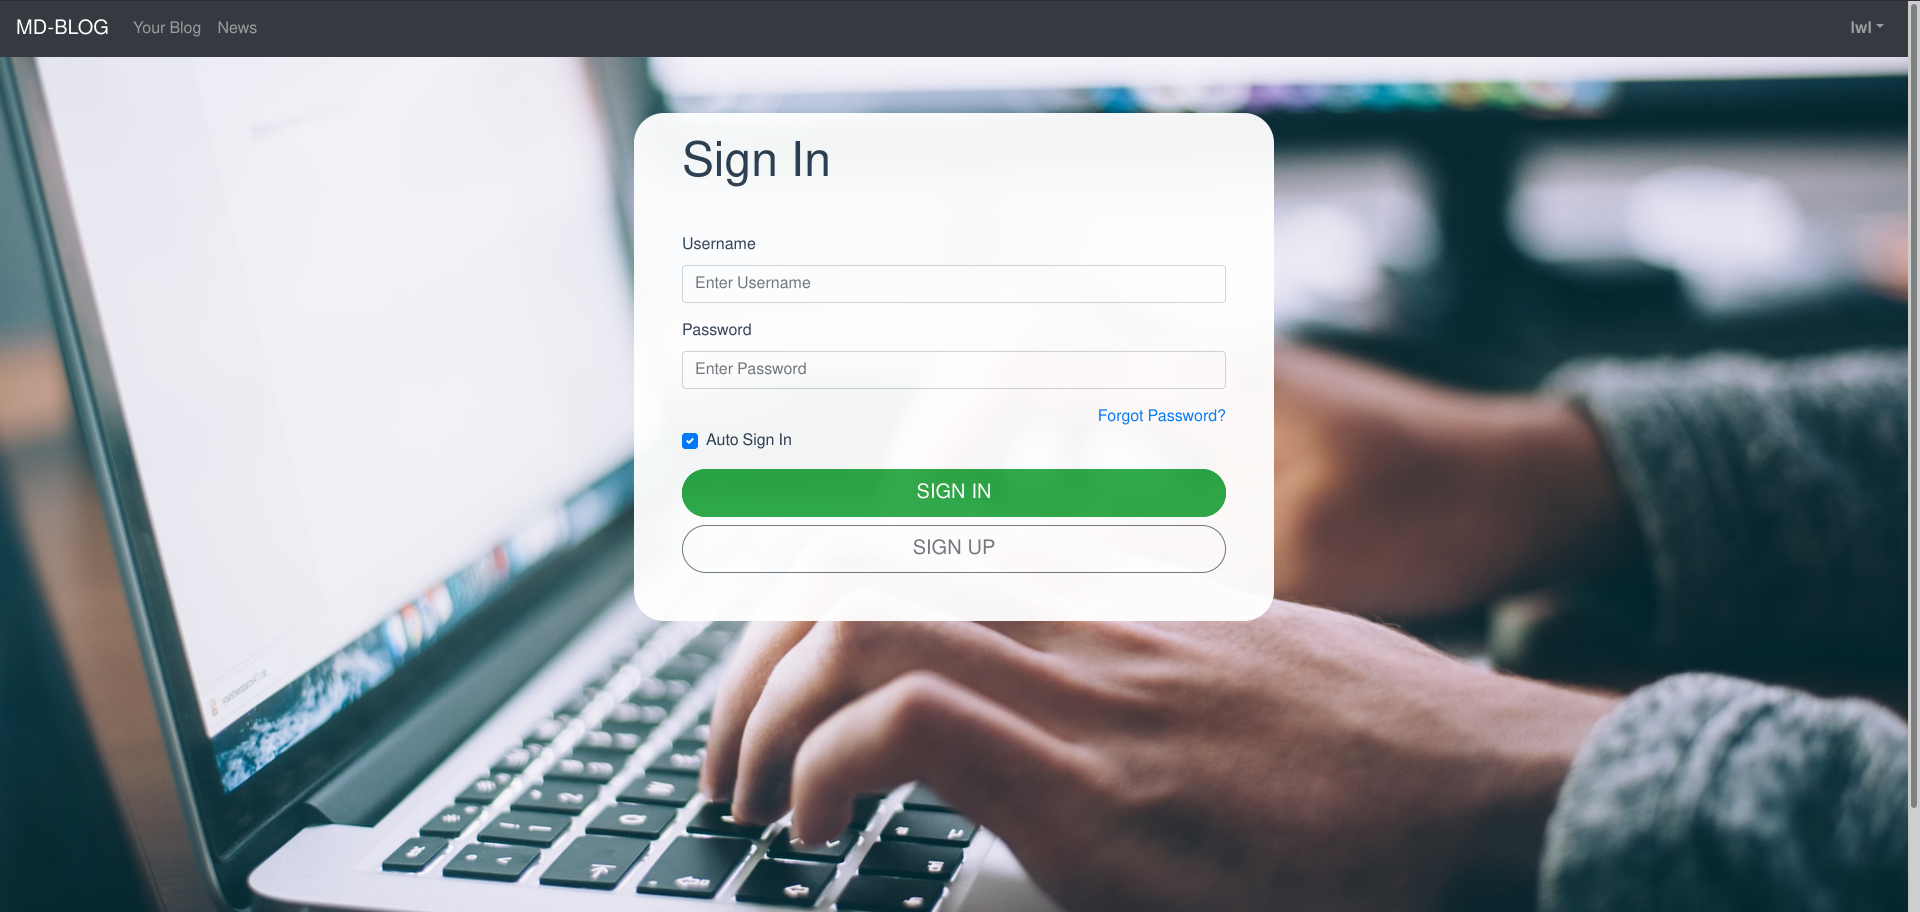 MD-BLOG Your Blog News lwl
Sign In
Username
Enter Username
Password
Enter Password
Forgot Password?
Auto Sign In
SIGN IN
SIGN UP